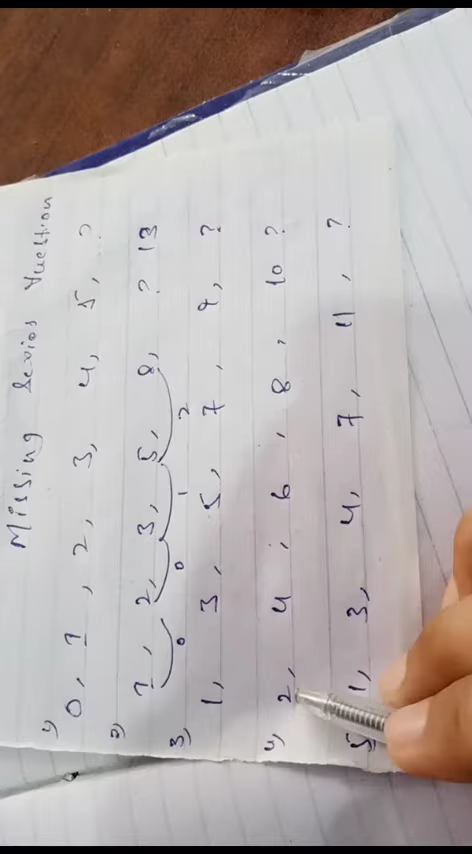 Missing Series Question
1) 0, 1, 2, 3, 4, 5, ?
2) 1, 2, 3, 5, 8, ? 13
0 0 1 2
3) 1, 3, 5, 7, 9, ?
4) 2, 4, 6, 8, 10 ?
5) 1, 3, 4, 7, 11, ?